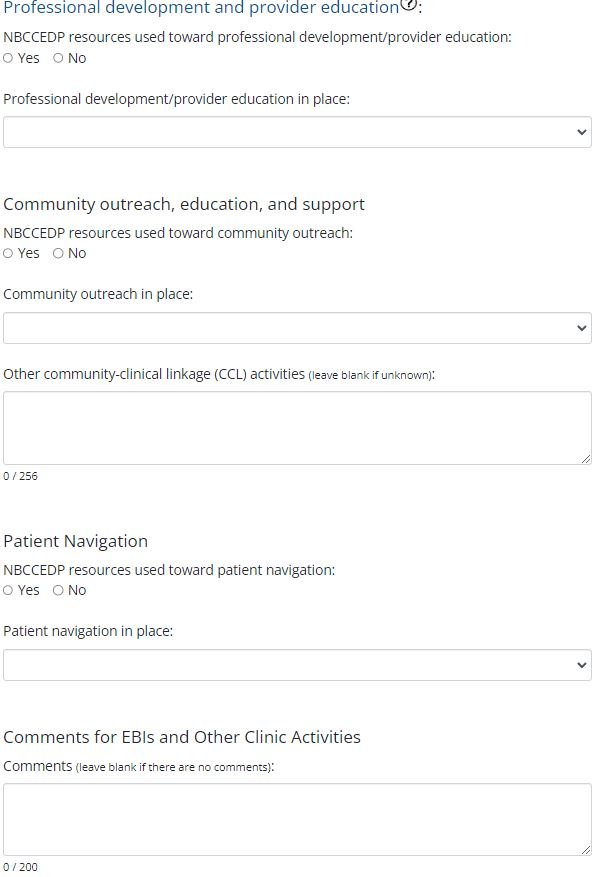 Professional development and provider education?:
NBCCEDP resources used toward professional development/provider education:
Yes No
Professional development/provider education in place:
Community outreach, education, and support
NBCCEDP resources used toward community outreach:
Yes No
Community outreach in place:
Other community-clinical linkage (CCL) activities (leave blank if unknown):
0 / 256
Patient Navigation
NBCCEDP resources used toward patient navigation:
Yes No
Patient navigation in place:
Comments for EBIs and Other Clinic Activities
Comments (leave blank if there are no comments):
0 / 200